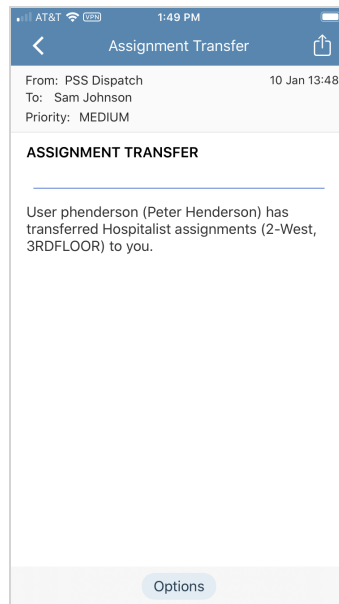 AT&T VPN 1:49 PM
Assignment Transfer
From: PSS Dispatch 10 Jan 13:48
To: Sam Johnson
Priority: MEDIUM
ASSIGNMENT TRANSFER
User phenderson (Peter Henderson) has
transferred Hospitalist assignments (2-West,
3RDFLOOR) to you.
Options